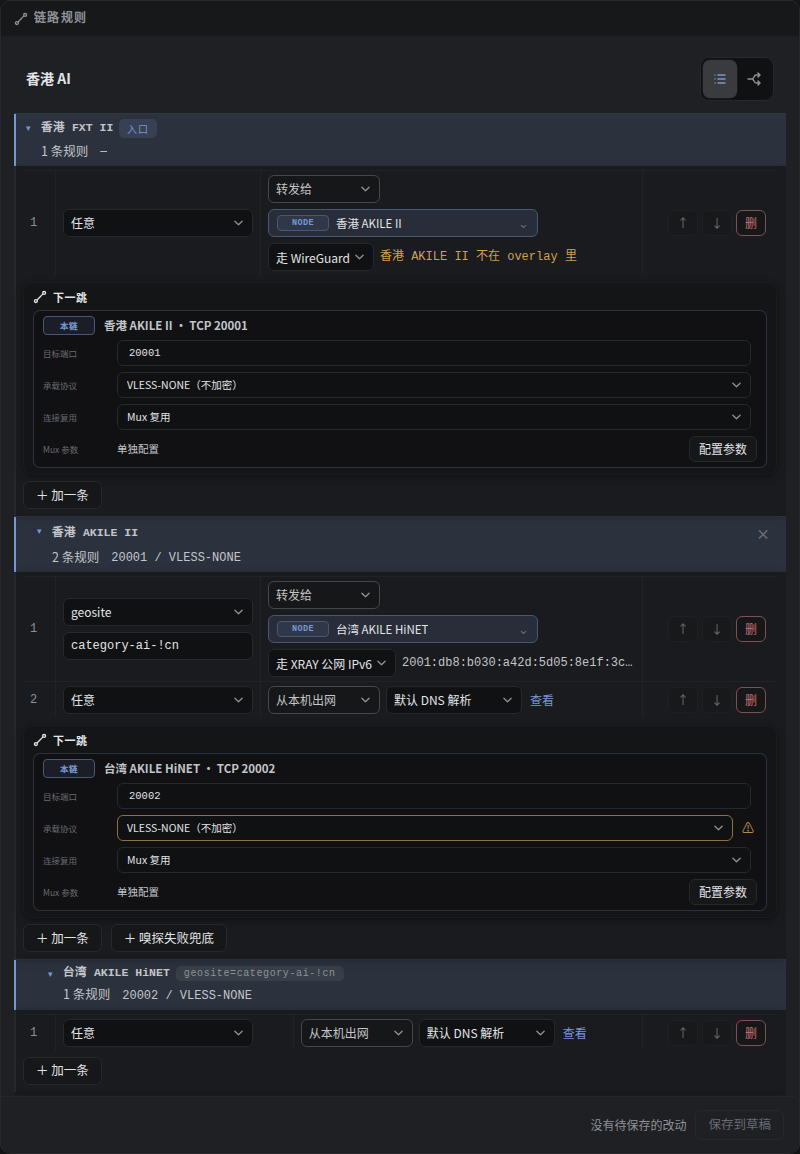 链路规则
香港 AI
▾ 香港 FXT II 入口
1 条规则 —
1 任意 转发给 ↑ ↓ 删
NODE 香港 AKILE II
走 WireGuard 香港 AKILE II 不在 overlay 里
下一跳
本链 香港 AKILE II • TCP 20001
目标端口 20001
承载协议 VLESS-NONE（不加密）
连接复用 Mux 复用
Mux 参数 单独配置 配置参数
＋ 加一条
▾ 香港 AKILE II ×
2 条规则 20001 / VLESS-NONE
1 geosite 转发给 ↑ ↓ 删
category-ai-!cn NODE 台湾 AKILE HiNET
走 XRAY 公网 IPv6 2001:db8:b030:a42d:5d05:8e1f:3c…
2 任意 从本机出网 默认 DNS 解析 查看 ↑ ↓ 删
下一跳
本链 台湾 AKILE HiNET • TCP 20002
目标端口 20002
承载协议 VLESS-NONE（不加密）
连接复用 Mux 复用
Mux 参数 单独配置 配置参数
＋ 加一条 ＋ 嗅探失败兜底
▾ 台湾 AKILE HiNET geosite=category-ai-!cn
1 条规则 20002 / VLESS-NONE
1 任意 从本机出网 默认 DNS 解析 查看 ↑ ↓ 删
＋ 加一条
没有待保存的改动 保存到草稿